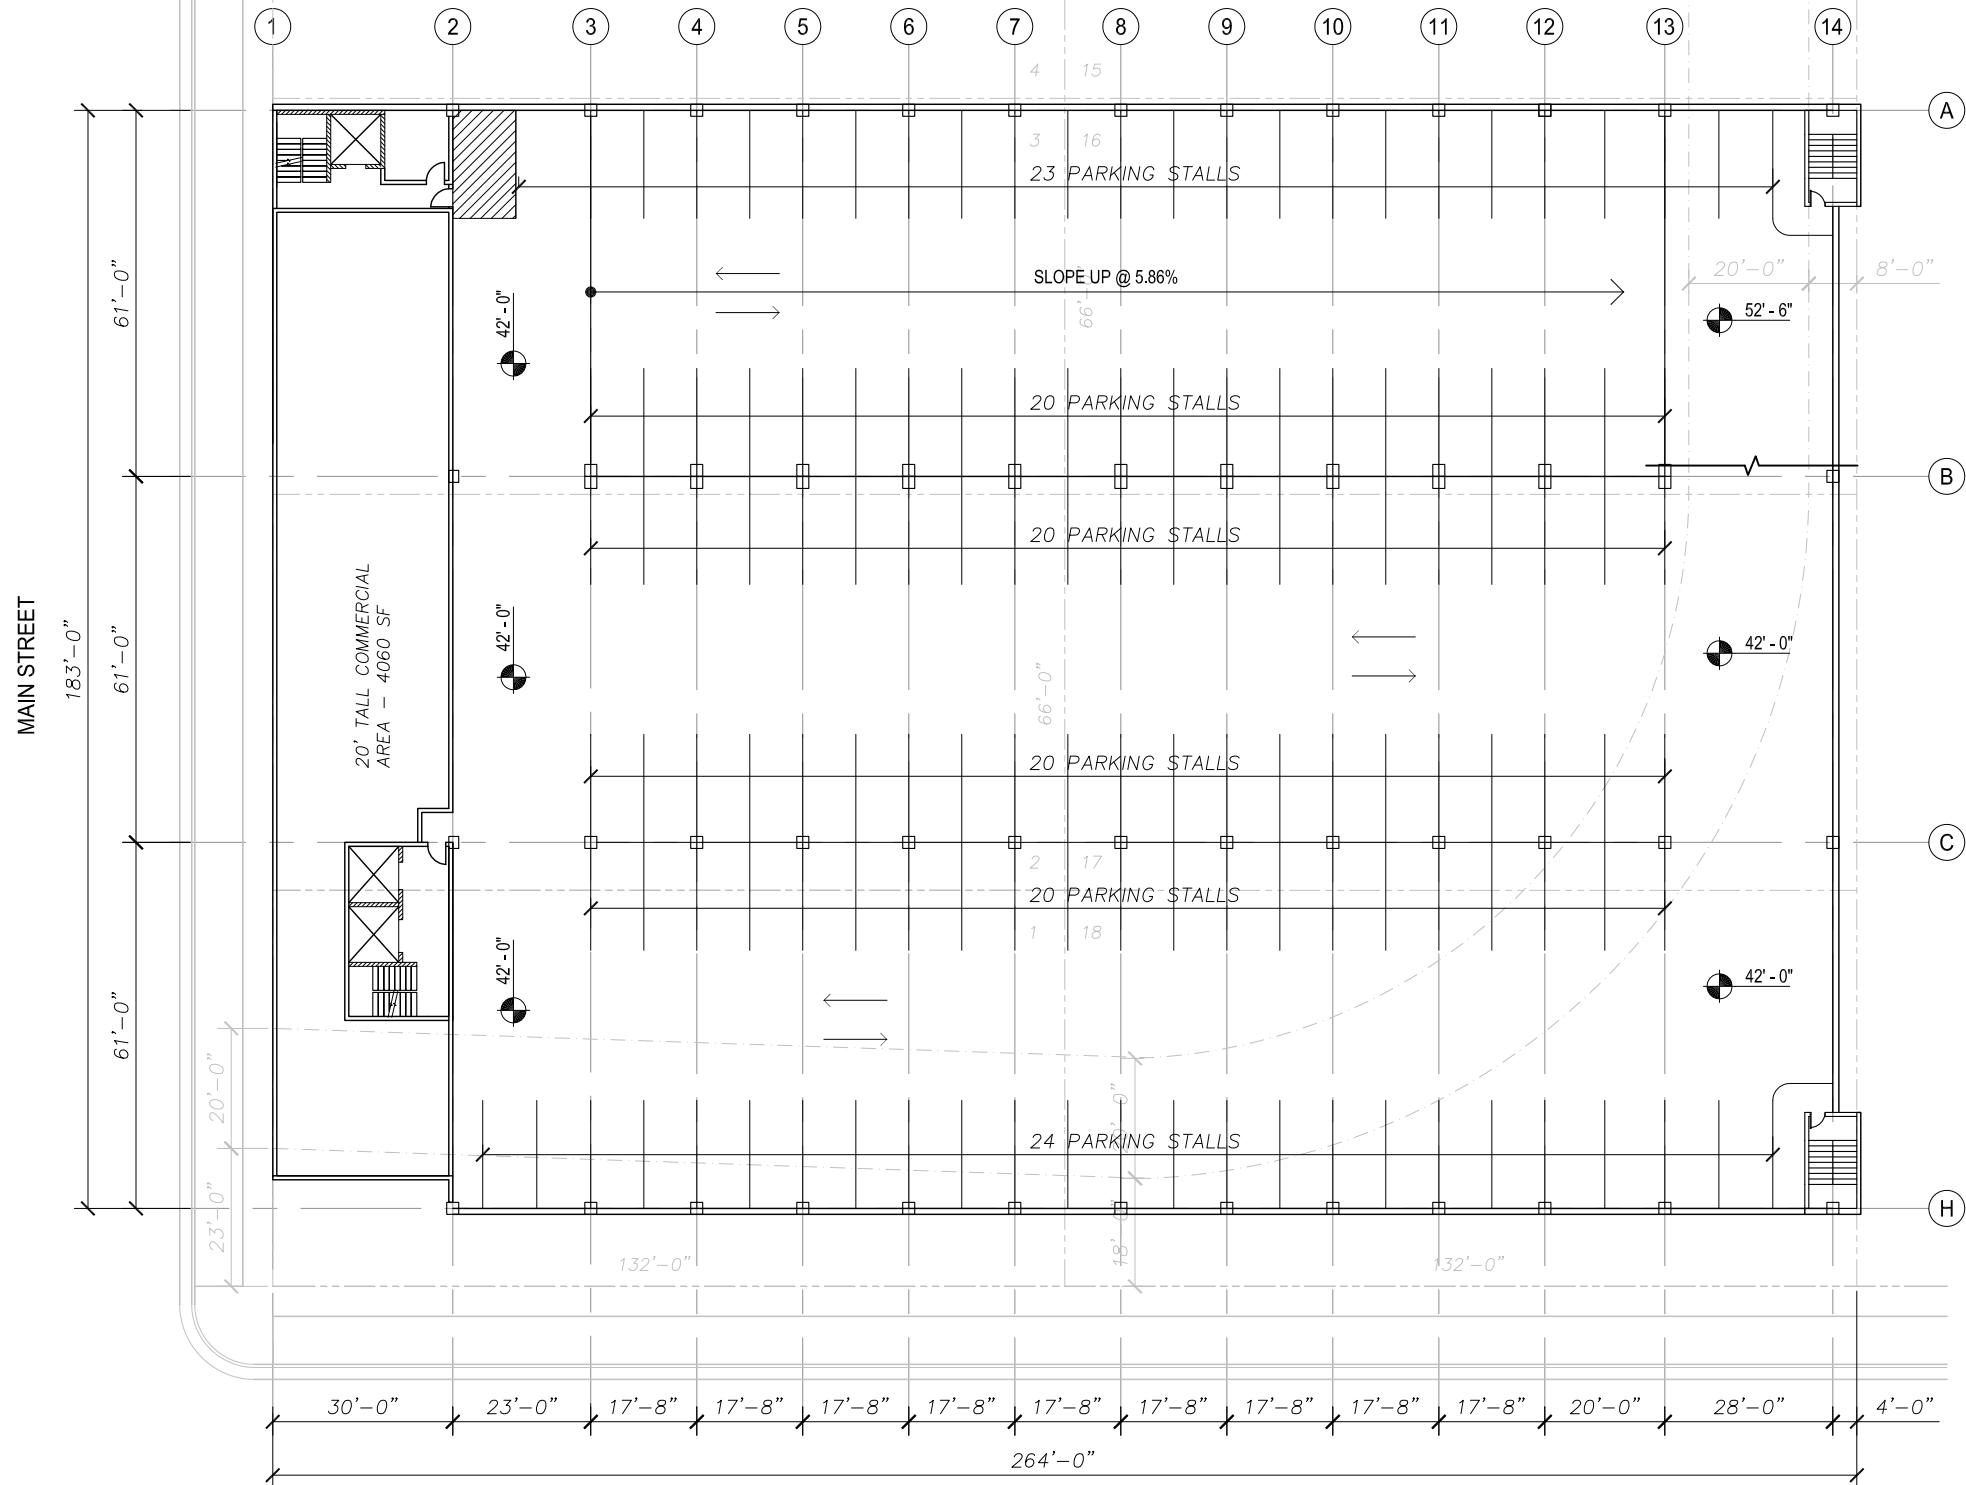 1 2 3 4 5 6 7 8 9 10 11 12 13 14
4 15
A
3 16
23 PARKING STALLS
61'-0"
20'-0" 8'-0"
SLOPE UP @ 5.86%
66'-0"
42' - 0"
52' - 6"
20 PARKING STALLS
B
20 PARKING STALLS
MAIN STREET
183'-0"
61'-0"
20' TALL COMMERCIAL
AREA - 4060 SF
42' - 0"
66'-0"
42' - 0"
20 PARKING STALLS
C
2 17
20 PARKING STALLS
1 18
42' - 0"
42' - 0"
61'-0"
20'-0"
20'-0"
24 PARKING STALLS
23'-0"
18'-0"
H
132'-0" 132'-0"
30'-0" 23'-0" 17'-8" 17'-8" 17'-8" 17'-8" 17'-8" 17'-8" 17'-8" 17'-8" 17'-8" 20'-0" 28'-0" 4'-0"
264'-0"